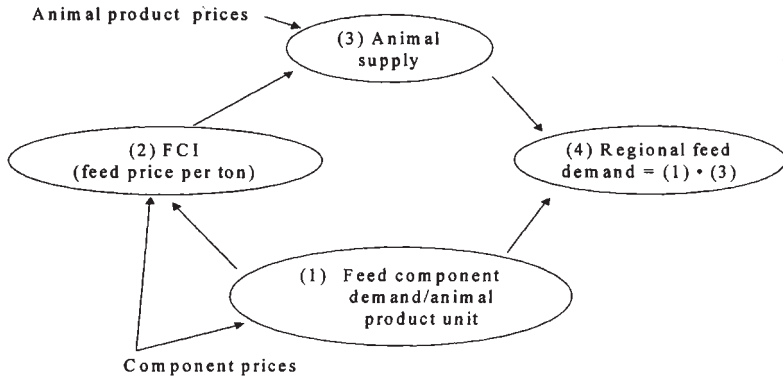 Animal product prices
(3) Animal
supply
(2) FCI
(feed price per ton)
(4) Regional feed
demand = (1) • (3)
(1) Feed component
demand/animal
product unit
Component prices